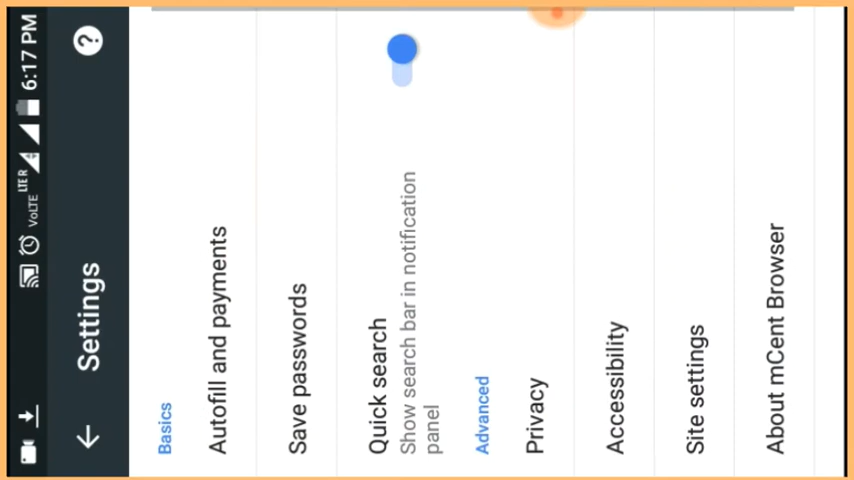 6:17 PM
VoLTE LTE R
Settings
Basics
Autofill and payments
Save passwords
Quick search
Show search bar in notification
panel
Advanced
Privacy
Accessibility
Site settings
About mCent Browser